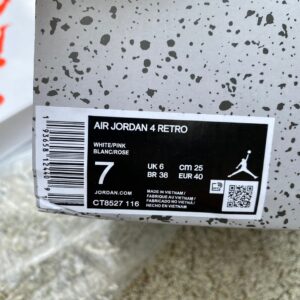 AIR JORDAN 4 RETRO
WHITE/PINK
BLANC/ROSE
7
UK 6
cm 25
BR 38
EUR 40
JORDAN.COM
MADE IN VIETNAM
FABRIQUE AU VIETNAM
FABRICADO NO VIETNÃ
HECHO EN VIETNAM
CT8527 116